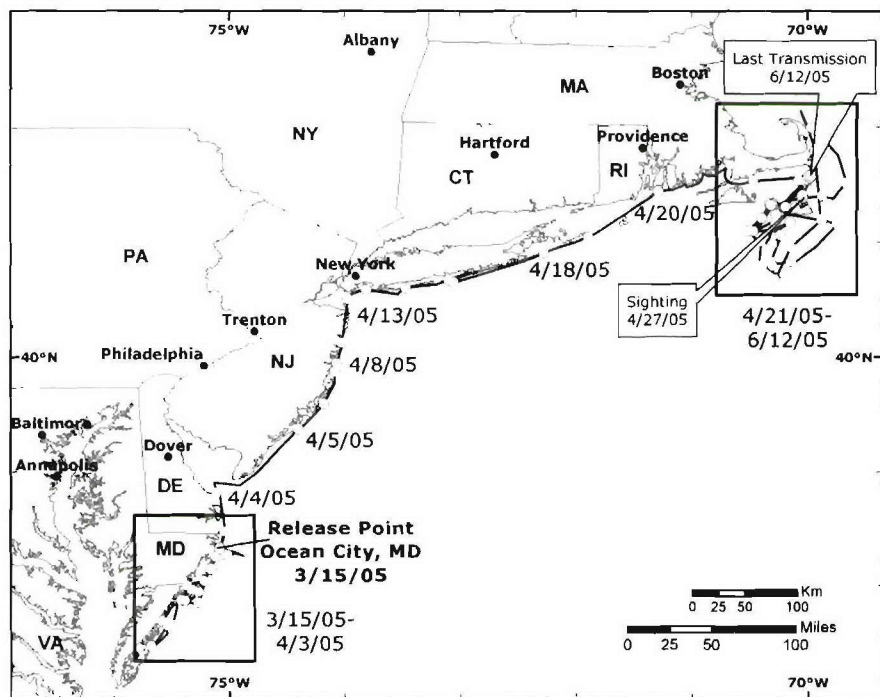 75°W
70°W
Albany
Last Transmission
6/12/05
Boston
MA
NY
Hartford
Providence
CT
RI
4/20/05
PA
4/18/05
New York
Sighting
4/27/05
4/21/05-
6/12/05
4/13/05
Trenton
40°N
Philadelphia
NJ
4/8/05
40°N
Baltimore
4/5/05
Dover
Annapolis
DE
4/4/05
Release Point
Ocean City, MD
3/15/05
MD
Km
0 25 50 100
3/15/05-
4/3/05
Miles
0 25 50 100
VA
75°W
70°W